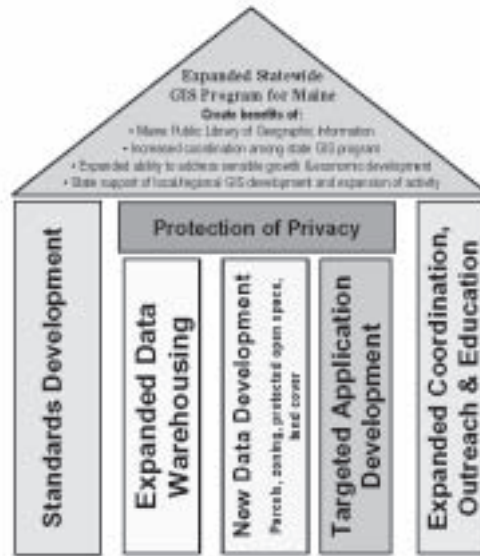 Expanded Statewide
GIS Program for Maine
Create benefits of:
• Maine Public Library of Geographic Information
• Increased coordination among state GIS program
• Expanded ability to address sensible growth & economic development
• State support of local/regional GIS development and expansion of activity
Protection of Privacy
Standards Development
Expanded Data
Warehousing
New Data Development
Parcels, zoning, protected open space,
land cover
Targeted Application
Development
Expanded Coordination,
Outreach & Education